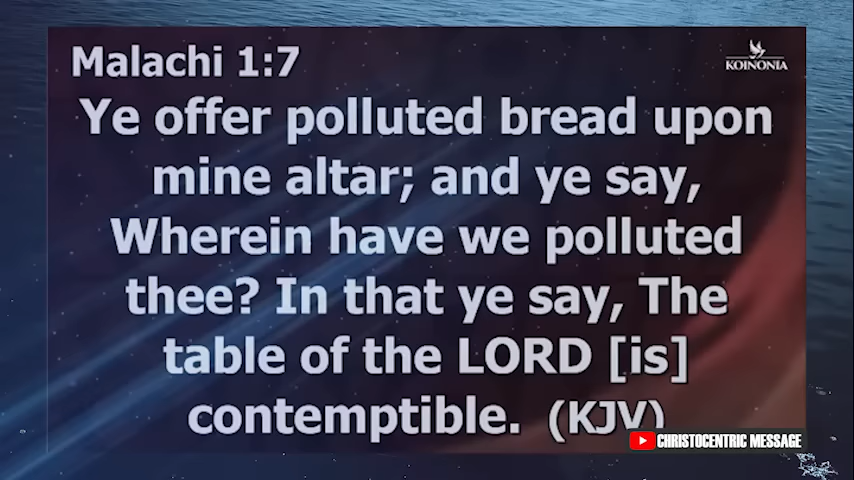 Malachi 1:7
KOINONIA
Ye offer polluted bread upon
mine altar; and ye say,
Wherein have we polluted
thee? In that ye say, The
table of the LORD [is]
contemptible. (KJV)
CHRISTOCENTRIC MESSAGE